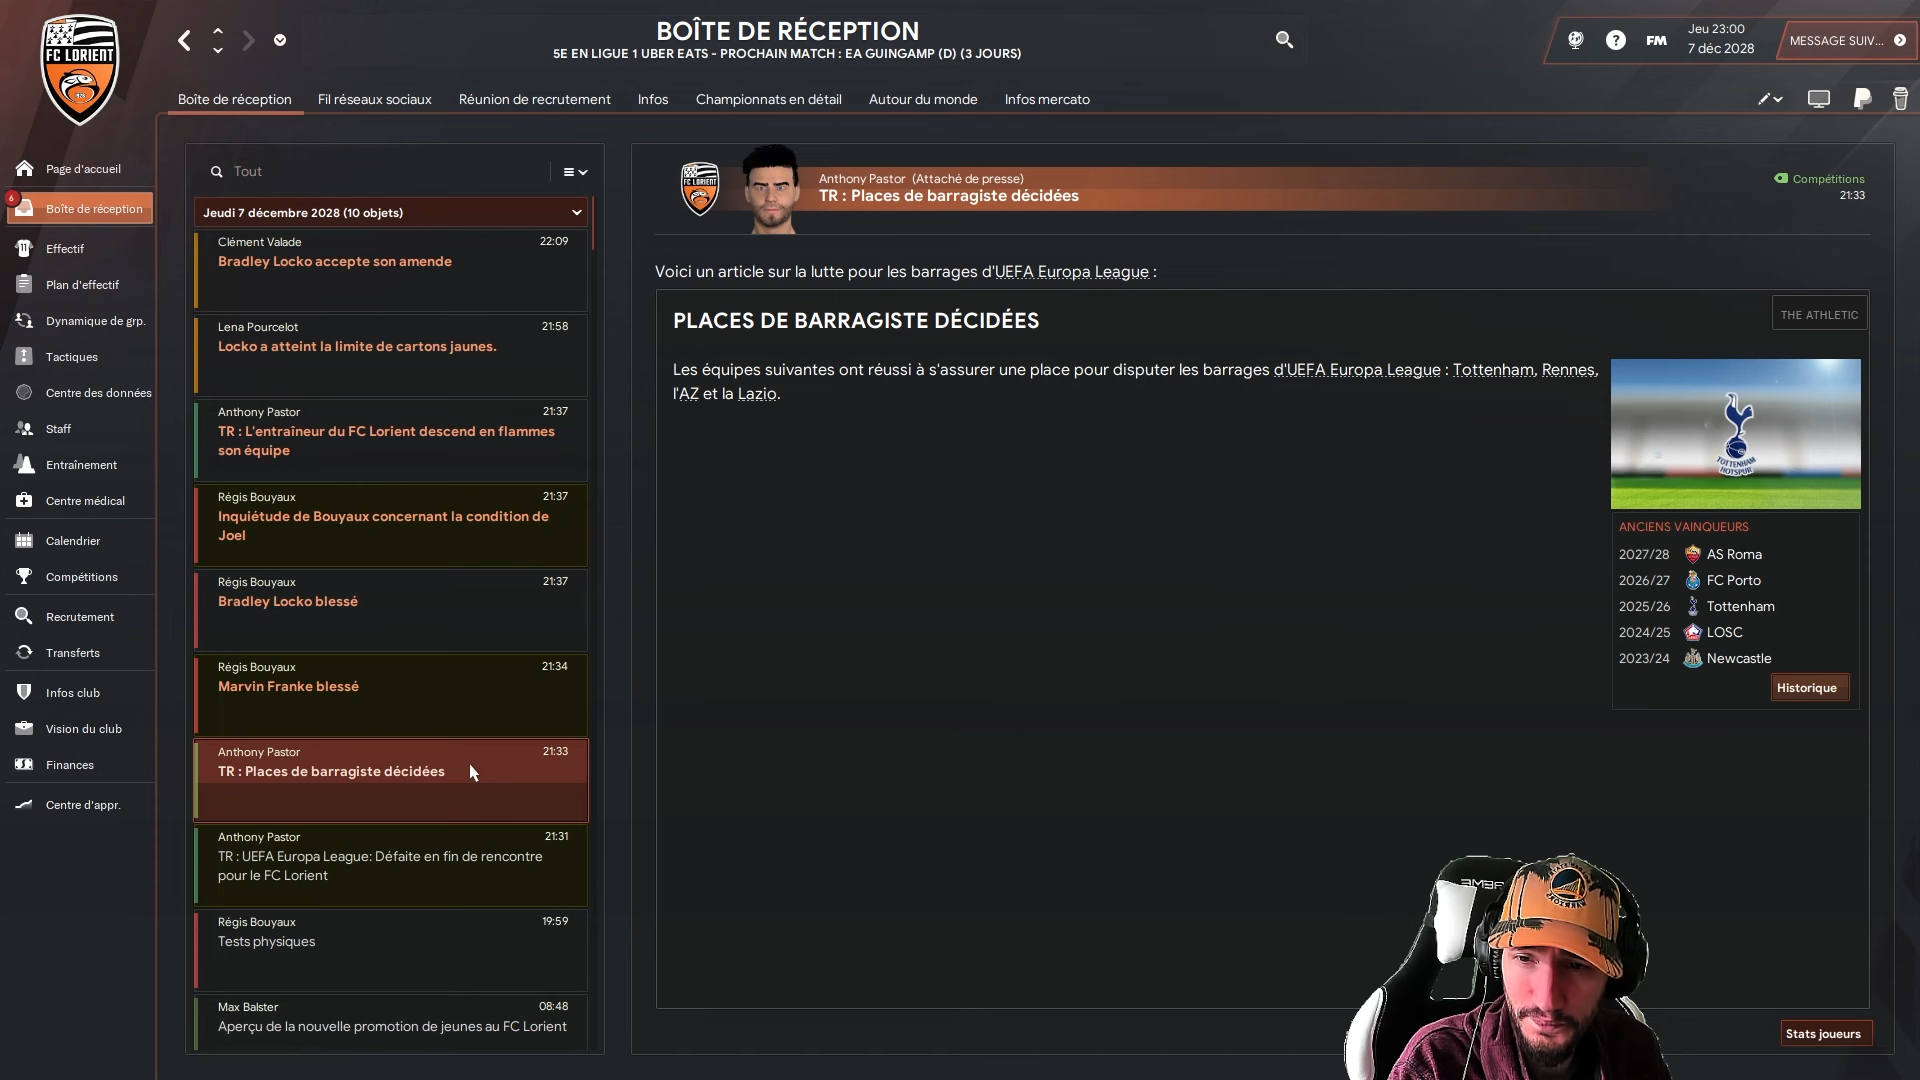 FC LORIENT
BOÎTE DE RÉCEPTION
5E EN LIGUE 1 UBER EATS - PROCHAIN MATCH : EA GUINGAMP (D) (3 JOURS)
FM
Jeu 23:00
7 déc 2028
MESSAGE SUIV...
Boîte de réception
Fil réseaux sociaux
Réunion de recrutement
Infos
Championnats en détail
Autour du monde
Infos mercato
Page d'accueil
6
Boîte de réception
Effectif
Plan d'effectif
Dynamique de grp.
Tactiques
Centre des données
Staff
Entraînement
Centre médical
Calendrier
Compétitions
Recrutement
Transferts
Infos club
Vision du club
Finances
Centre d'appr.
Tout
Jeudi 7 décembre 2028 (10 objets)
Clément Valade 22:09
Bradley Locko accepte son amende
Lena Pourcelot 21:58
Locko a atteint la limite de cartons jaunes.
Anthony Pastor 21:37
TR : L'entraîneur du FC Lorient descend en flammes
son équipe
Régis Bouyaux 21:37
Inquiétude de Bouyaux concernant la condition de
Joel
Régis Bouyaux 21:37
Bradley Locko blessé
Régis Bouyaux 21:34
Marvin Franke blessé
Anthony Pastor 21:33
TR : Places de barragiste décidées
Anthony Pastor 21:31
TR : UEFA Europa League: Défaite en fin de rencontre
pour le FC Lorient
Régis Bouyaux 19:59
Tests physiques
Max Balster 08:48
Aperçu de la nouvelle promotion de jeunes au FC Lorient
FC LORIENT
Anthony Pastor (Attaché de presse)
TR : Places de barragiste décidées
Compétitions
21:33
Voici un article sur la lutte pour les barrages d'UEFA Europa League :
PLACES DE BARRAGISTE DÉCIDÉES
THE ATHLETIC
Les équipes suivantes ont réussi à s'assurer une place pour disputer les barrages d'UEFA Europa League : Tottenham, Rennes,
l'AZ et la Lazio.
TOTTENHAM
HOTSPUR
ANCIENS VAINQUEURS
2027/28 AS Roma
2026/27 FC Porto
2025/26 Tottenham
2024/25 LOSC
2023/24 Newcastle
Historique
Stats joueurs